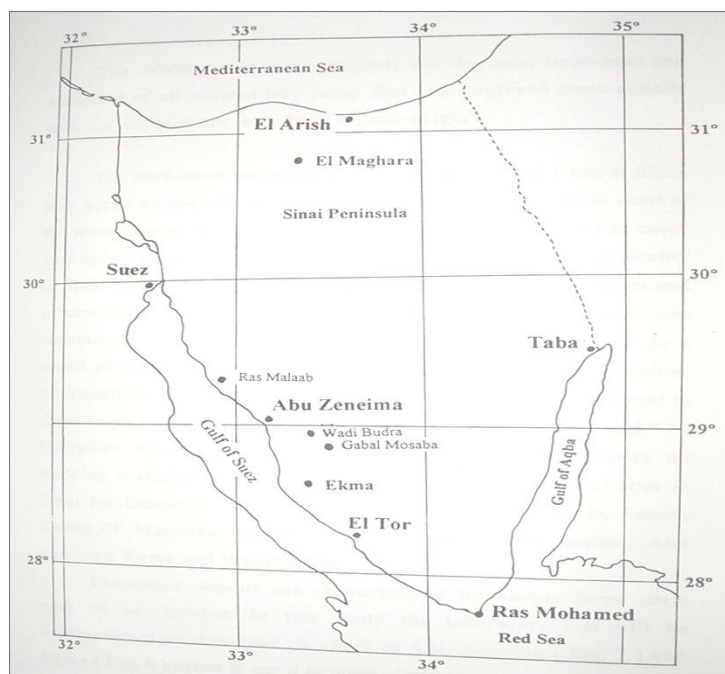 32°
33°
34°
35°
Mediterranean Sea
El Arish
31°
31°
El Maghara
Sinai Peninsula
Suez
30°
30°
Taba
Ras Malaab
Abu Zeneima
29°
Wadi Budra
Gabal Mosaba
Gulf of Suez
Gulf of Aqba
Ekma
El Tor
28°
28°
Ras Mohamed
Red Sea
32°
33°
34°
35°